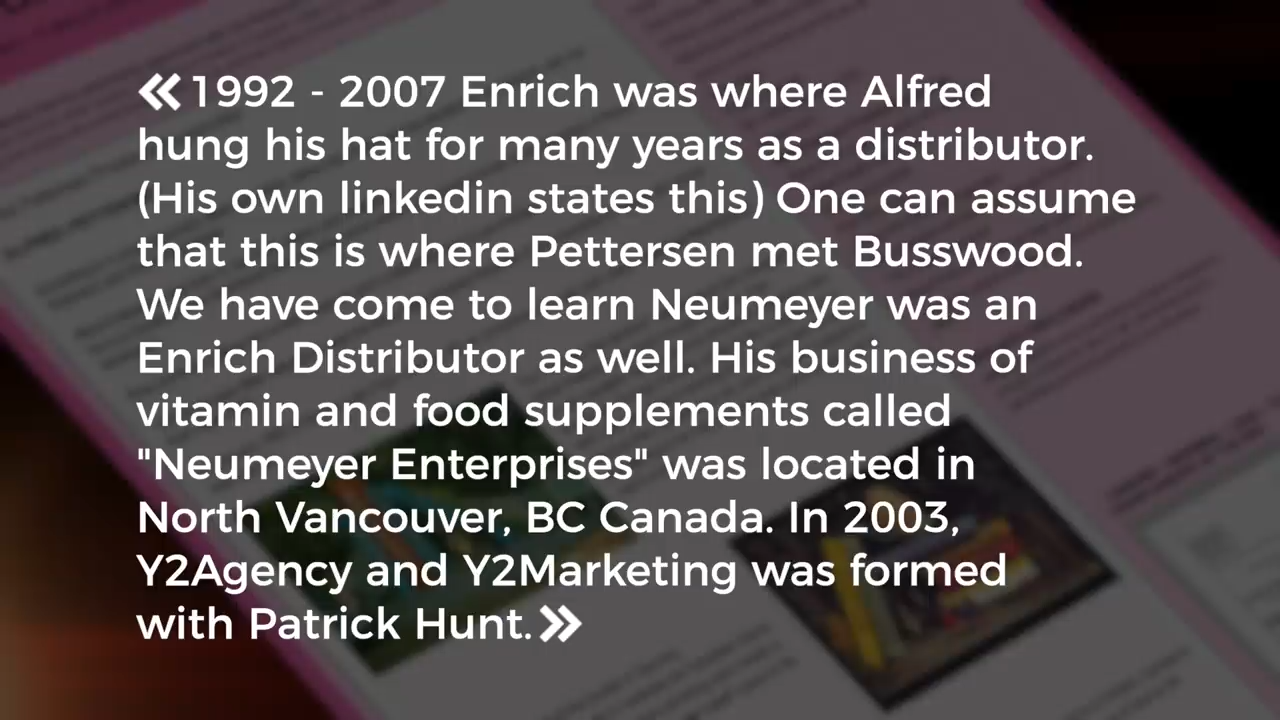 «1992 - 2007 Enrich was where Alfred
hung his hat for many years as a distributor.
(His own linkedin states this) One can assume
that this is where Pettersen met Busswood.
We have come to learn Neumeyer was an
Enrich Distributor as well. His business of
vitamin and food supplements called
"Neumeyer Enterprises" was located in
North Vancouver, BC Canada. In 2003,
Y2Agency and Y2Marketing was formed
with Patrick Hunt.»